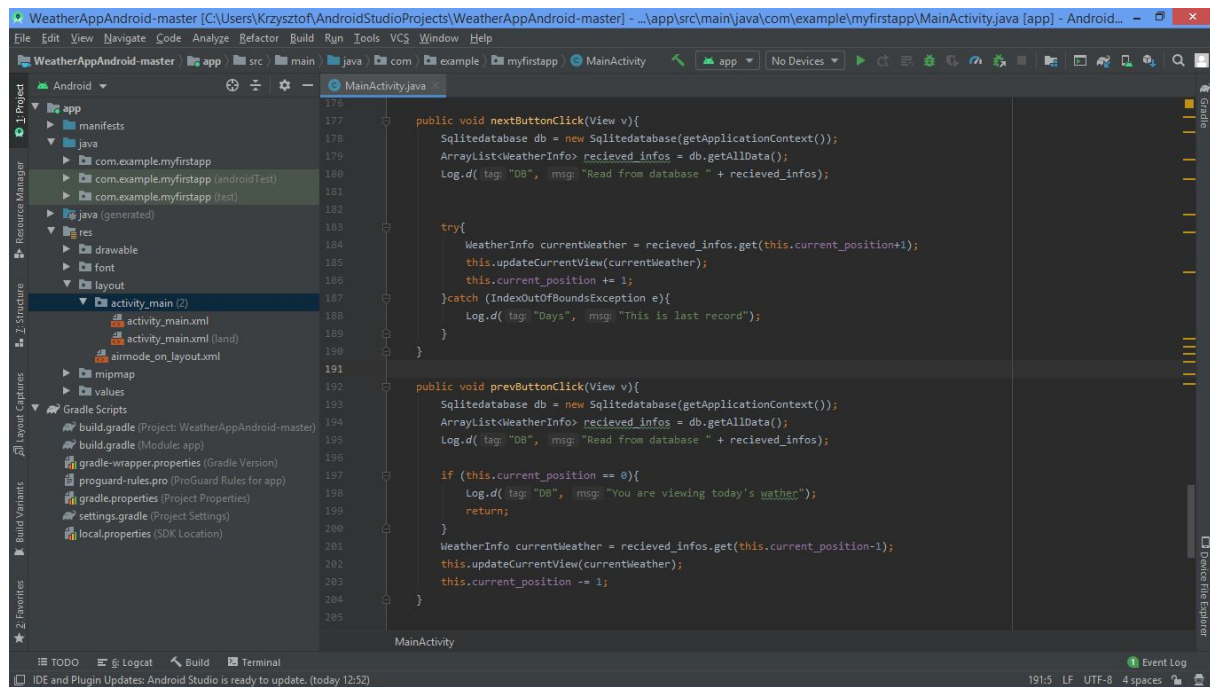 WeatherAppAndroid-master [C:\Users\Krzysztof\AndroidStudioProjects\WeatherAppAndroid-master] - ...\app\src\main\java\com\example\myfirstapp\MainActivity.java [app] - Android...
File Edit View Navigate Code Analyze Refactor Build Run Tools VCS Window Help
WeatherAppAndroid-master app src main java com example myfirstapp MainActivity app No Devices
Android
MainActivity.java
1: Project
Resource Manager
Z: Structure
Layout Captures
Build Variants
2: Favorites
app
manifests
java
com.example.myfirstapp
com.example.myfirstapp (androidTest)
com.example.myfirstapp (test)
java (generated)
res
drawable
font
layout
activity_main (2)
activity_main.xml
activity_main.xml (land)
airmode_on_layout.xml
mipmap
values
Gradle Scripts
build.gradle (Project: WeatherAppAndroid-master)
build.gradle (Module: app)
gradle-wrapper.properties (Gradle Version)
proguard-rules.pro (ProGuard Rules for app)
gradle.properties (Project Properties)
settings.gradle (Project Settings)
local.properties (SDK Location)
176
177 public void nextButtonClick(View v){
178 Sqlitedatabase db = new Sqlitedatabase(getApplicationContext());
179 ArrayList<WeatherInfo> recieved_infos = db.getAllData();
180 Log.d( tag: "DB", msg: "Read from database " + recieved_infos);
181
182
183 try{
184 WeatherInfo currentWeather = recieved_infos.get(this.current_position+1);
185 this.updateCurrentView(currentWeather);
186 this.current_position += 1;
187 }catch (IndexOutOfBoundsException e){
188 Log.d( tag: "Days", msg: "This is last record");
189 }
190 }
191
192 public void prevButtonClick(View v){
193 Sqlitedatabase db = new Sqlitedatabase(getApplicationContext());
194 ArrayList<WeatherInfo> recieved_infos = db.getAllData();
195 Log.d( tag: "DB", msg: "Read from database " + recieved_infos);
196
197 if (this.current_position == 0){
198 Log.d( tag: "DB", msg: "You are viewing today's wather");
199 return;
200 }
201 WeatherInfo currentWeather = recieved_infos.get(this.current_position-1);
202 this.updateCurrentView(currentWeather);
203 this.current_position -= 1;
204 }
205
MainActivity
Gradle
Device File Explorer
TODO 6: Logcat Build Terminal Event Log
IDE and Plugin Updates: Android Studio is ready to update. (today 12:52) 191:5 LF UTF-8 4 spaces